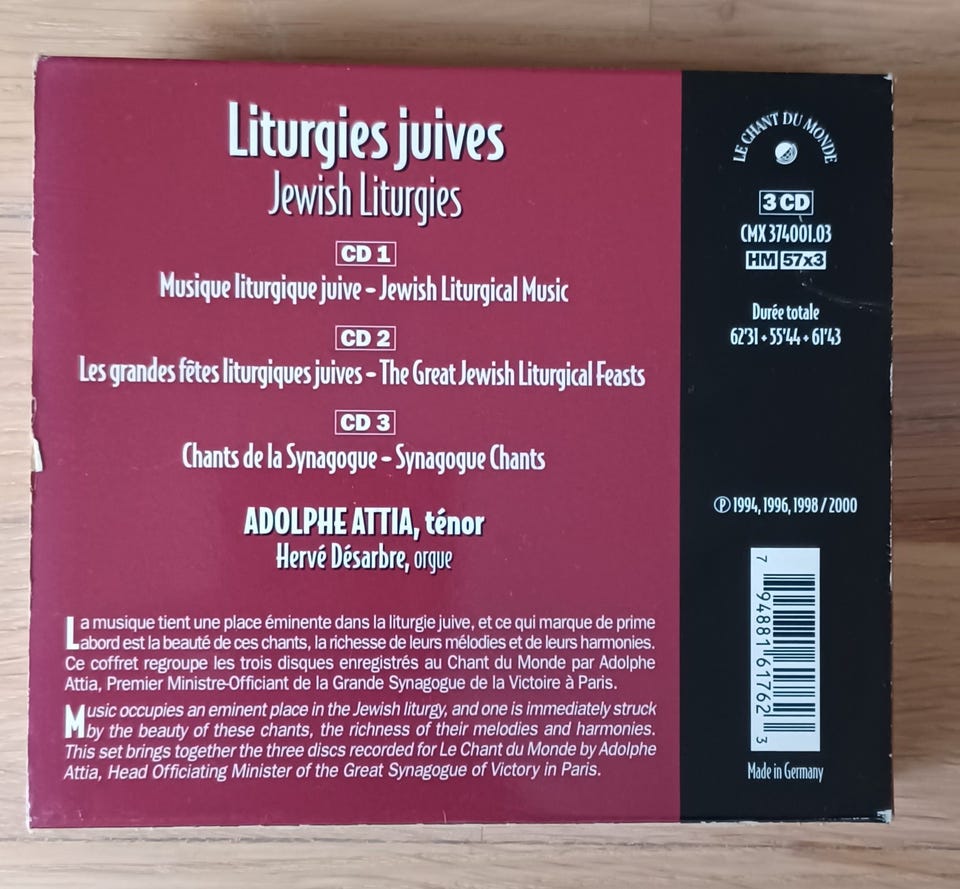 Liturgies juives
Jewish Liturgies
CD 1
Musique liturgique juive – Jewish Liturgical Music
CD 2
Les grandes fêtes liturgiques juives – The Great Jewish Liturgical Feasts
CD 3
Chants de la Synagogue – Synagogue Chants
ADOLPHE ATTIA, ténor
Hervé Désarbre, orgue
La musique tient une place éminente dans la liturgie juive, et ce qui marque de prime
abord est la beauté de ces chants, la richesse de leurs mélodies et de leurs harmonies.
Ce coffret regroupe les trois disques enregistrés au Chant du Monde par Adolphe
Attia, Premier Ministre-Officiant de la Grande Synagogue de la Victoire à Paris.
Music occupies an eminent place in the Jewish liturgy, and one is immediately struck
by the beauty of these chants, the richness of their melodies and harmonies.
This set brings together the three discs recorded for Le Chant du Monde by Adolphe
Attia, Head Officiating Minister of the Great Synagogue of Victory in Paris.
LE CHANT DU MONDE
3 CD
CMX 374001.03
HM 57x3
Durée totale
62'31 + 55'44 + 61'43
℗ 1994, 1996, 1998 / 2000
7 94881 61762 3
Made in Germany